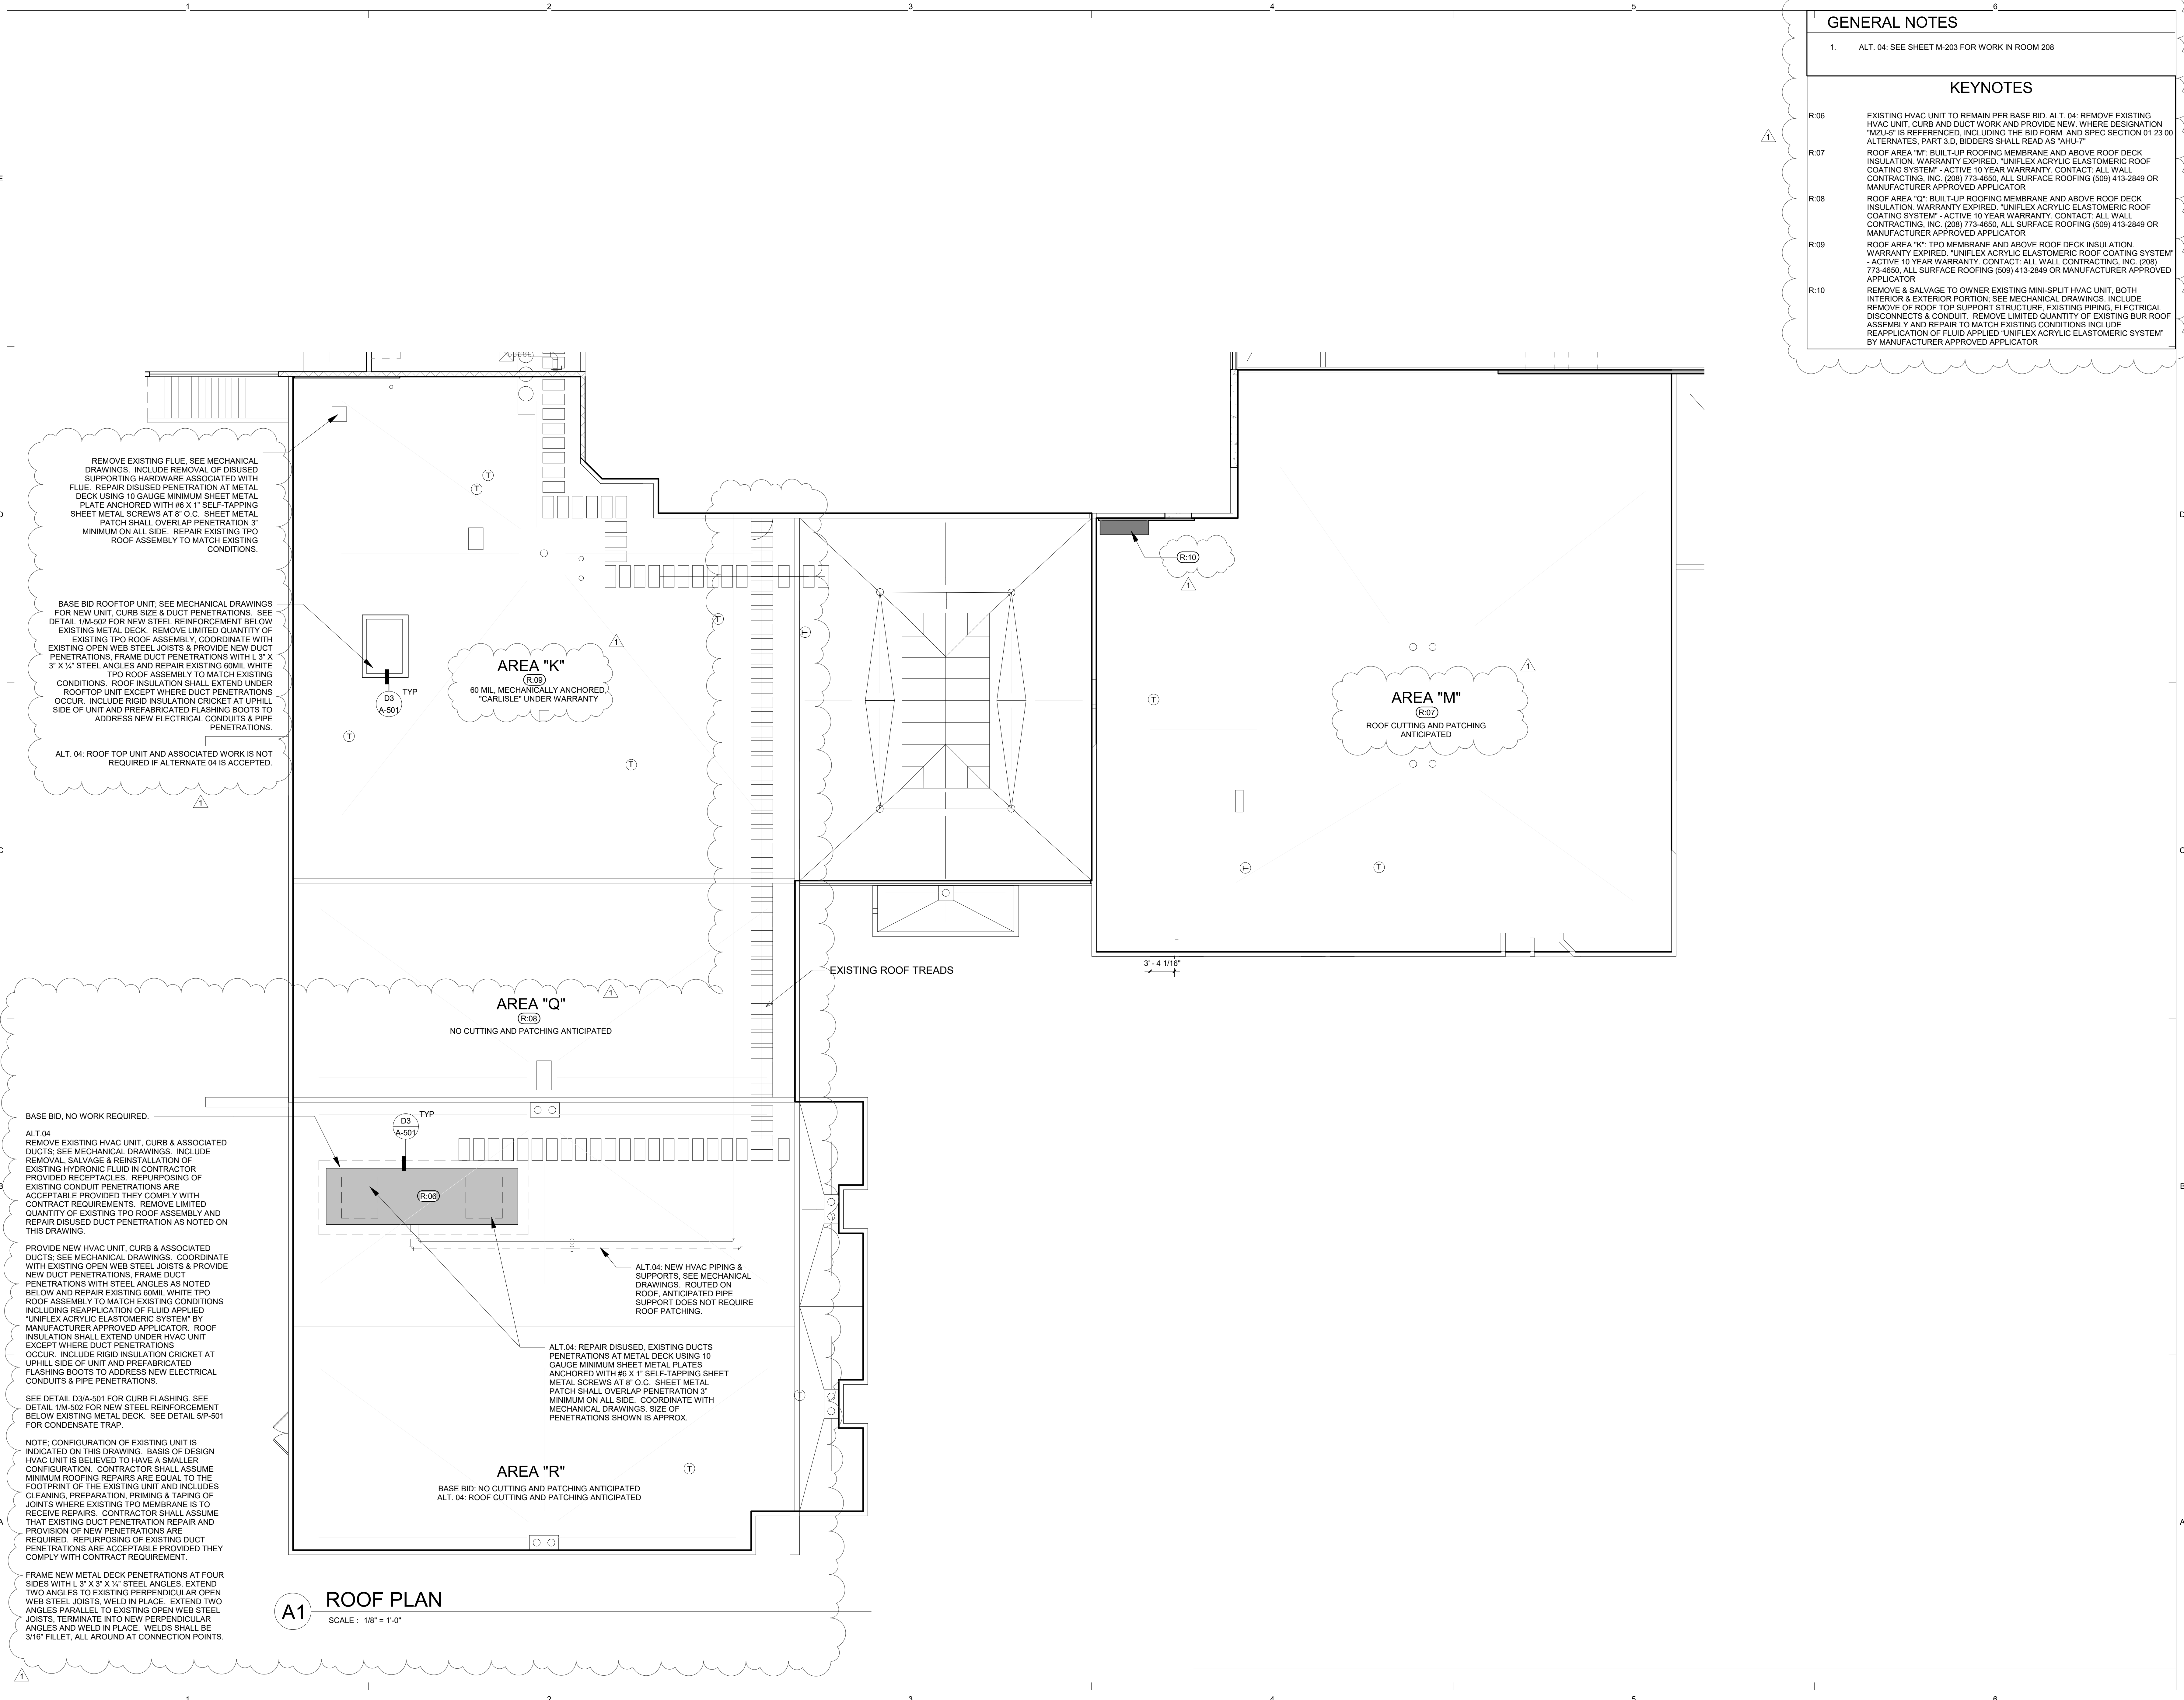 1
2
3
4
5
6
GENERAL NOTES
1. ALT. 04: SEE SHEET M-203 FOR WORK IN ROOM 208
KEYNOTES
R:06 EXISTING HVAC UNIT TO REMAIN PER BASE BID. ALT. 04: REMOVE EXISTING
HVAC UNIT, CURB AND DUCT WORK AND PROVIDE NEW. WHERE DESIGNATION
"MZU-5" IS REFERENCED, INCLUDING THE BID FORM AND SPEC SECTION 01 23 00
ALTERNATES, PART 3.D, BIDDERS SHALL READ AS "AHU-7"
R:07 ROOF AREA "M": BUILT-UP ROOFING MEMBRANE AND ABOVE ROOF DECK
INSULATION. WARRANTY EXPIRED. "UNIFLEX ACRYLIC ELASTOMERIC ROOF
COATING SYSTEM" - ACTIVE 10 YEAR WARRANTY. CONTACT: ALL WALL
CONTRACTING, INC. (208) 773-4650, ALL SURFACE ROOFING (509) 413-2849 OR
MANUFACTURER APPROVED APPLICATOR
R:08 ROOF AREA "Q": BUILT-UP ROOFING MEMBRANE AND ABOVE ROOF DECK
INSULATION. WARRANTY EXPIRED. "UNIFLEX ACRYLIC ELASTOMERIC ROOF
COATING SYSTEM" - ACTIVE 10 YEAR WARRANTY. CONTACT: ALL WALL
CONTRACTING, INC. (208) 773-4650, ALL SURFACE ROOFING (509) 413-2849 OR
MANUFACTURER APPROVED APPLICATOR
R:09 ROOF AREA "K": TPO MEMBRANE AND ABOVE ROOF DECK INSULATION.
WARRANTY EXPIRED. "UNIFLEX ACRYLIC ELASTOMERIC ROOF COATING SYSTEM"
- ACTIVE 10 YEAR WARRANTY. CONTACT: ALL WALL CONTRACTING, INC. (208)
773-4650, ALL SURFACE ROOFING (509) 413-2849 OR MANUFACTURER APPROVED
APPLICATOR
R:10 REMOVE & SALVAGE TO OWNER EXISTING MINI-SPLIT HVAC UNIT, BOTH
INTERIOR & EXTERIOR PORTION; SEE MECHANICAL DRAWINGS. INCLUDE
REMOVE OF ROOF TOP SUPPORT STRUCTURE, EXISTING PIPING, ELECTRICAL
DISCONNECTS & CONDUIT. REMOVE LIMITED QUANTITY OF EXISTING BUR ROOF
ASSEMBLY AND REPAIR TO MATCH EXISTING CONDITIONS INCLUDE
REAPPLICATION OF FLUID APPLIED "UNIFLEX ACRYLIC ELASTOMERIC SYSTEM"
BY MANUFACTURER APPROVED APPLICATOR
1
E
REMOVE EXISTING FLUE, SEE MECHANICAL
DRAWINGS. INCLUDE REMOVAL OF DISUSED
SUPPORTING HARDWARE ASSOCIATED WITH
FLUE. REPAIR DISUSED PENETRATION AT METAL
DECK USING 10 GAUGE MINIMUM SHEET METAL
PLATE ANCHORED WITH #6 X 1" SELF-TAPPING
SHEET METAL SCREWS AT 8" O.C. SHEET METAL
PATCH SHALL OVERLAP PENETRATION 3"
MINIMUM ON ALL SIDE. REPAIR EXISTING TPO
ROOF ASSEMBLY TO MATCH EXISTING
CONDITIONS.
D
D
T
T
R:10
1
BASE BID ROOFTOP UNIT; SEE MECHANICAL DRAWINGS
FOR NEW UNIT, CURB SIZE & DUCT PENETRATIONS. SEE
DETAIL 1/M-502 FOR NEW STEEL REINFORCEMENT BELOW
EXISTING METAL DECK. REMOVE LIMITED QUANTITY OF
EXISTING TPO ROOF ASSEMBLY, COORDINATE WITH
EXISTING OPEN WEB STEEL JOISTS & PROVIDE NEW DUCT
PENETRATIONS, FRAME DUCT PENETRATIONS WITH L 3" X
3" X ¼" STEEL ANGLES AND REPAIR EXISTING 60MIL WHITE
TPO ROOF ASSEMBLY TO MATCH EXISTING
CONDITIONS. ROOF INSULATION SHALL EXTEND UNDER
ROOFTOP UNIT EXCEPT WHERE DUCT PENETRATIONS
OCCUR. INCLUDE RIGID INSULATION CRICKET AT UPHILL
SIDE OF UNIT AND PREFABRICATED FLASHING BOOTS TO
ADDRESS NEW ELECTRICAL CONDUITS & PIPE
PENETRATIONS.
ALT. 04: ROOF TOP UNIT AND ASSOCIATED WORK IS NOT
REQUIRED IF ALTERNATE 04 IS ACCEPTED.
1
D3
A-501
TYP
AREA "K"
R:09
60 MIL, MECHANICALLY ANCHORED,
"CARLISLE" UNDER WARRANTY
1
T
T
T
T
T
AREA "M"
R:07
ROOF CUTTING AND PATCHING
ANTICIPATED
1
T
T
C
C
3' - 4 1/16"
EXISTING ROOF TREADS
AREA "Q"
R:08
NO CUTTING AND PATCHING ANTICIPATED
1
D3
A-501
TYP
R:06
B
B
BASE BID, NO WORK REQUIRED.
ALT.04
REMOVE EXISTING HVAC UNIT, CURB & ASSOCIATED
DUCTS; SEE MECHANICAL DRAWINGS. INCLUDE
REMOVAL, SALVAGE & REINSTALLATION OF
EXISTING HYDRONIC FLUID IN CONTRACTOR
PROVIDED RECEPTACLES. REPURPOSING OF
EXISTING CONDUIT PENETRATIONS ARE
ACCEPTABLE PROVIDED THEY COMPLY WITH
CONTRACT REQUIREMENTS. REMOVE LIMITED
QUANTITY OF EXISTING TPO ROOF ASSEMBLY AND
REPAIR DISUSED DUCT PENETRATION AS NOTED ON
THIS DRAWING.
PROVIDE NEW HVAC UNIT, CURB & ASSOCIATED
DUCTS; SEE MECHANICAL DRAWINGS. COORDINATE
WITH EXISTING OPEN WEB STEEL JOISTS & PROVIDE
NEW DUCT PENETRATIONS, FRAME DUCT
PENETRATIONS WITH STEEL ANGLES AS NOTED
BELOW AND REPAIR EXISTING 60MIL WHITE TPO
ROOF ASSEMBLY TO MATCH EXISTING CONDITIONS
INCLUDING REAPPLICATION OF FLUID APPLIED
"UNIFLEX ACRYLIC ELASTOMERIC SYSTEM" BY
MANUFACTURER APPROVED APPLICATOR. ROOF
INSULATION SHALL EXTEND UNDER HVAC UNIT
EXCEPT WHERE DUCT PENETRATIONS
OCCUR. INCLUDE RIGID INSULATION CRICKET AT
UPHILL SIDE OF UNIT AND PREFABRICATED
FLASHING BOOTS TO ADDRESS NEW ELECTRICAL
CONDUITS & PIPE PENETRATIONS.
SEE DETAIL D3/A-501 FOR CURB FLASHING. SEE
DETAIL 1/M-502 FOR NEW STEEL REINFORCEMENT
BELOW EXISTING METAL DECK. SEE DETAIL 5/P-501
FOR CONDENSATE TRAP.
NOTE; CONFIGURATION OF EXISTING UNIT IS
INDICATED ON THIS DRAWING. BASIS OF DESIGN
HVAC UNIT IS BELIEVED TO HAVE A SMALLER
CONFIGURATION. CONTRACTOR SHALL ASSUME
MINIMUM ROOFING REPAIRS ARE EQUAL TO THE
FOOTPRINT OF THE EXISTING UNIT AND INCLUDES
CLEANING, PREPARATION, PRIMING & TAPING OF
JOINTS WHERE EXISTING TPO MEMBRANE IS TO
RECEIVE REPAIRS. CONTRACTOR SHALL ASSUME
THAT EXISTING DUCT PENETRATION REPAIR AND
PROVISION OF NEW PENETRATIONS ARE
REQUIRED. REPURPOSING OF EXISTING DUCT
PENETRATIONS ARE ACCEPTABLE PROVIDED THEY
COMPLY WITH CONTRACT REQUIREMENT.
FRAME NEW METAL DECK PENETRATIONS AT FOUR
SIDES WITH L 3" X 3" X ¼" STEEL ANGLES. EXTEND
TWO ANGLES TO EXISTING PERPENDICULAR OPEN
WEB STEEL JOISTS, WELD IN PLACE. EXTEND TWO
ANGLES PARALLEL TO EXISTING OPEN WEB STEEL
JOISTS, TERMINATE INTO NEW PERPENDICULAR
ANGLES AND WELD IN PLACE. WELDS SHALL BE
3/16" FILLET, ALL AROUND AT CONNECTION POINTS.
ALT.04: NEW HVAC PIPING &
SUPPORTS, SEE MECHANICAL
DRAWINGS. ROUTED ON
ROOF, ANTICIPATED PIPE
SUPPORT DOES NOT REQUIRE
ROOF PATCHING.
ALT.04: REPAIR DISUSED, EXISTING DUCTS
PENETRATIONS AT METAL DECK USING 10
GAUGE MINIMUM SHEET METAL PLATES
ANCHORED WITH #6 X 1" SELF-TAPPING SHEET
METAL SCREWS AT 8" O.C. SHEET METAL
PATCH SHALL OVERLAP PENETRATION 3"
MINIMUM ON ALL SIDE. COORDINATE WITH
MECHANICAL DRAWINGS. SIZE OF
PENETRATIONS SHOWN IS APPROX.
T
T
AREA "R"
BASE BID: NO CUTTING AND PATCHING ANTICIPATED
ALT. 04: ROOF CUTTING AND PATCHING ANTICIPATED
A
A
A1
ROOF PLAN
SCALE : 1/8" = 1'-0"
1
1
2
3
4
5
6